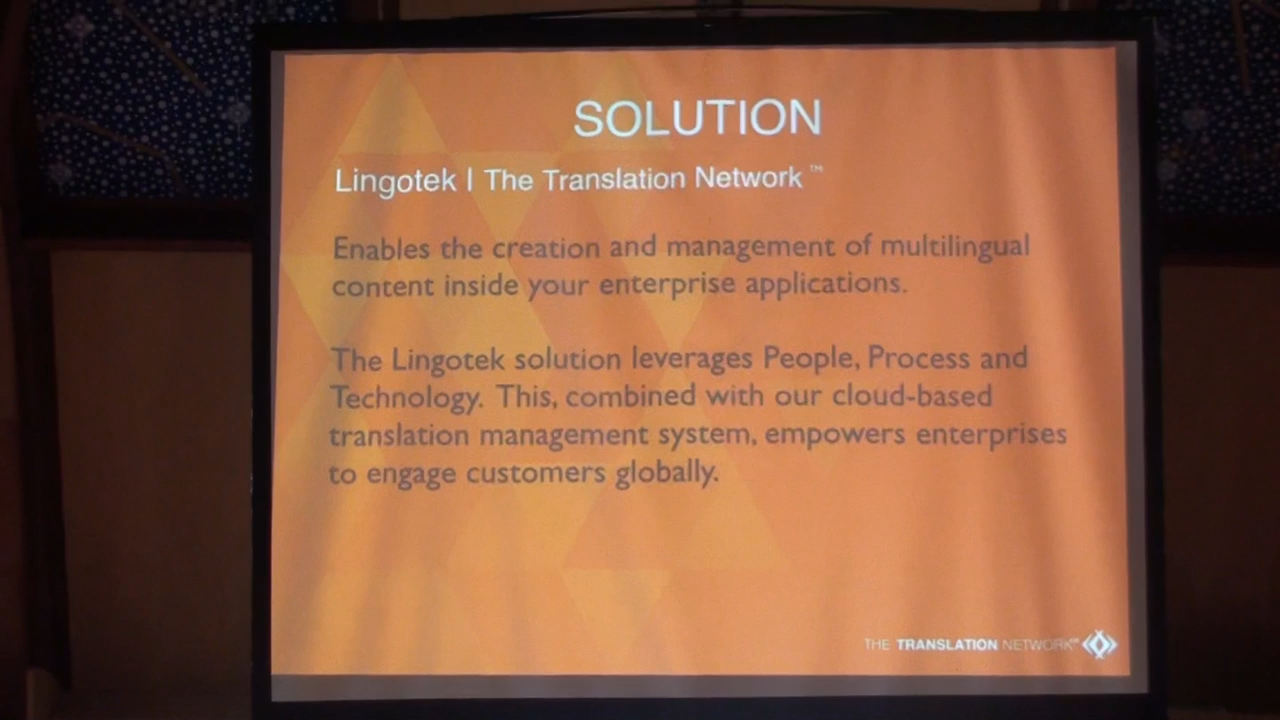 SOLUTION
Lingotek | The Translation Network™
Enables the creation and management of multilingual
content inside your enterprise applications.
The Lingotek solution leverages People, Process and
Technology. This, combined with our cloud-based
translation management system, empowers enterprises
to engage customers globally.
THE TRANSLATION NETWORK™